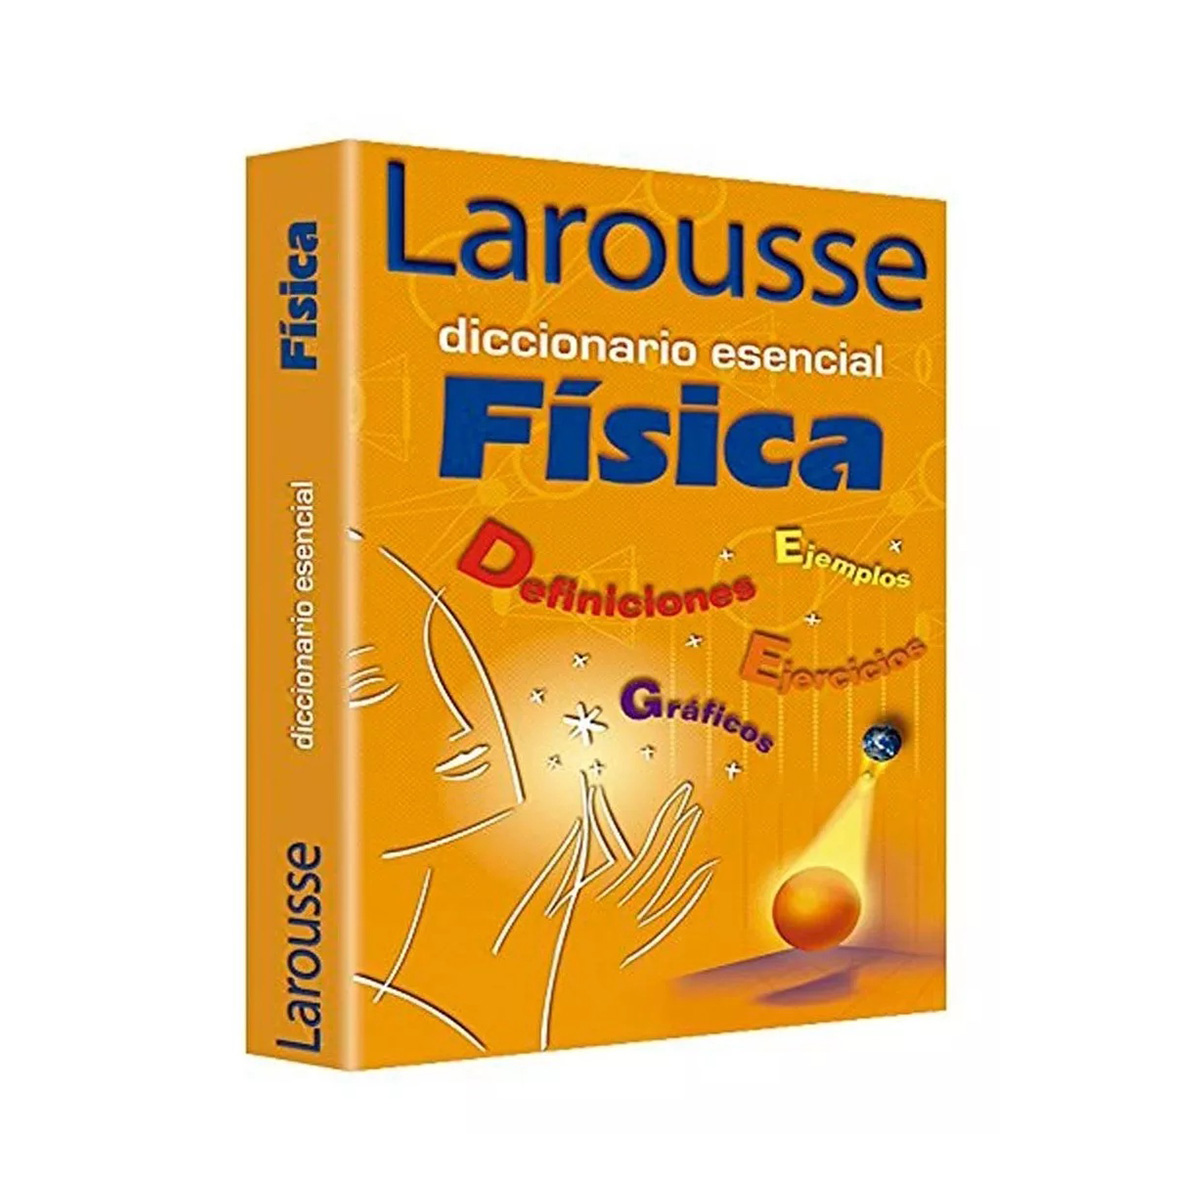 Larousse
diccionario esencial
Física
Definiciones
Ejemplos
Ejercicios
Gráficos
Física
diccionario esencial
Larousse